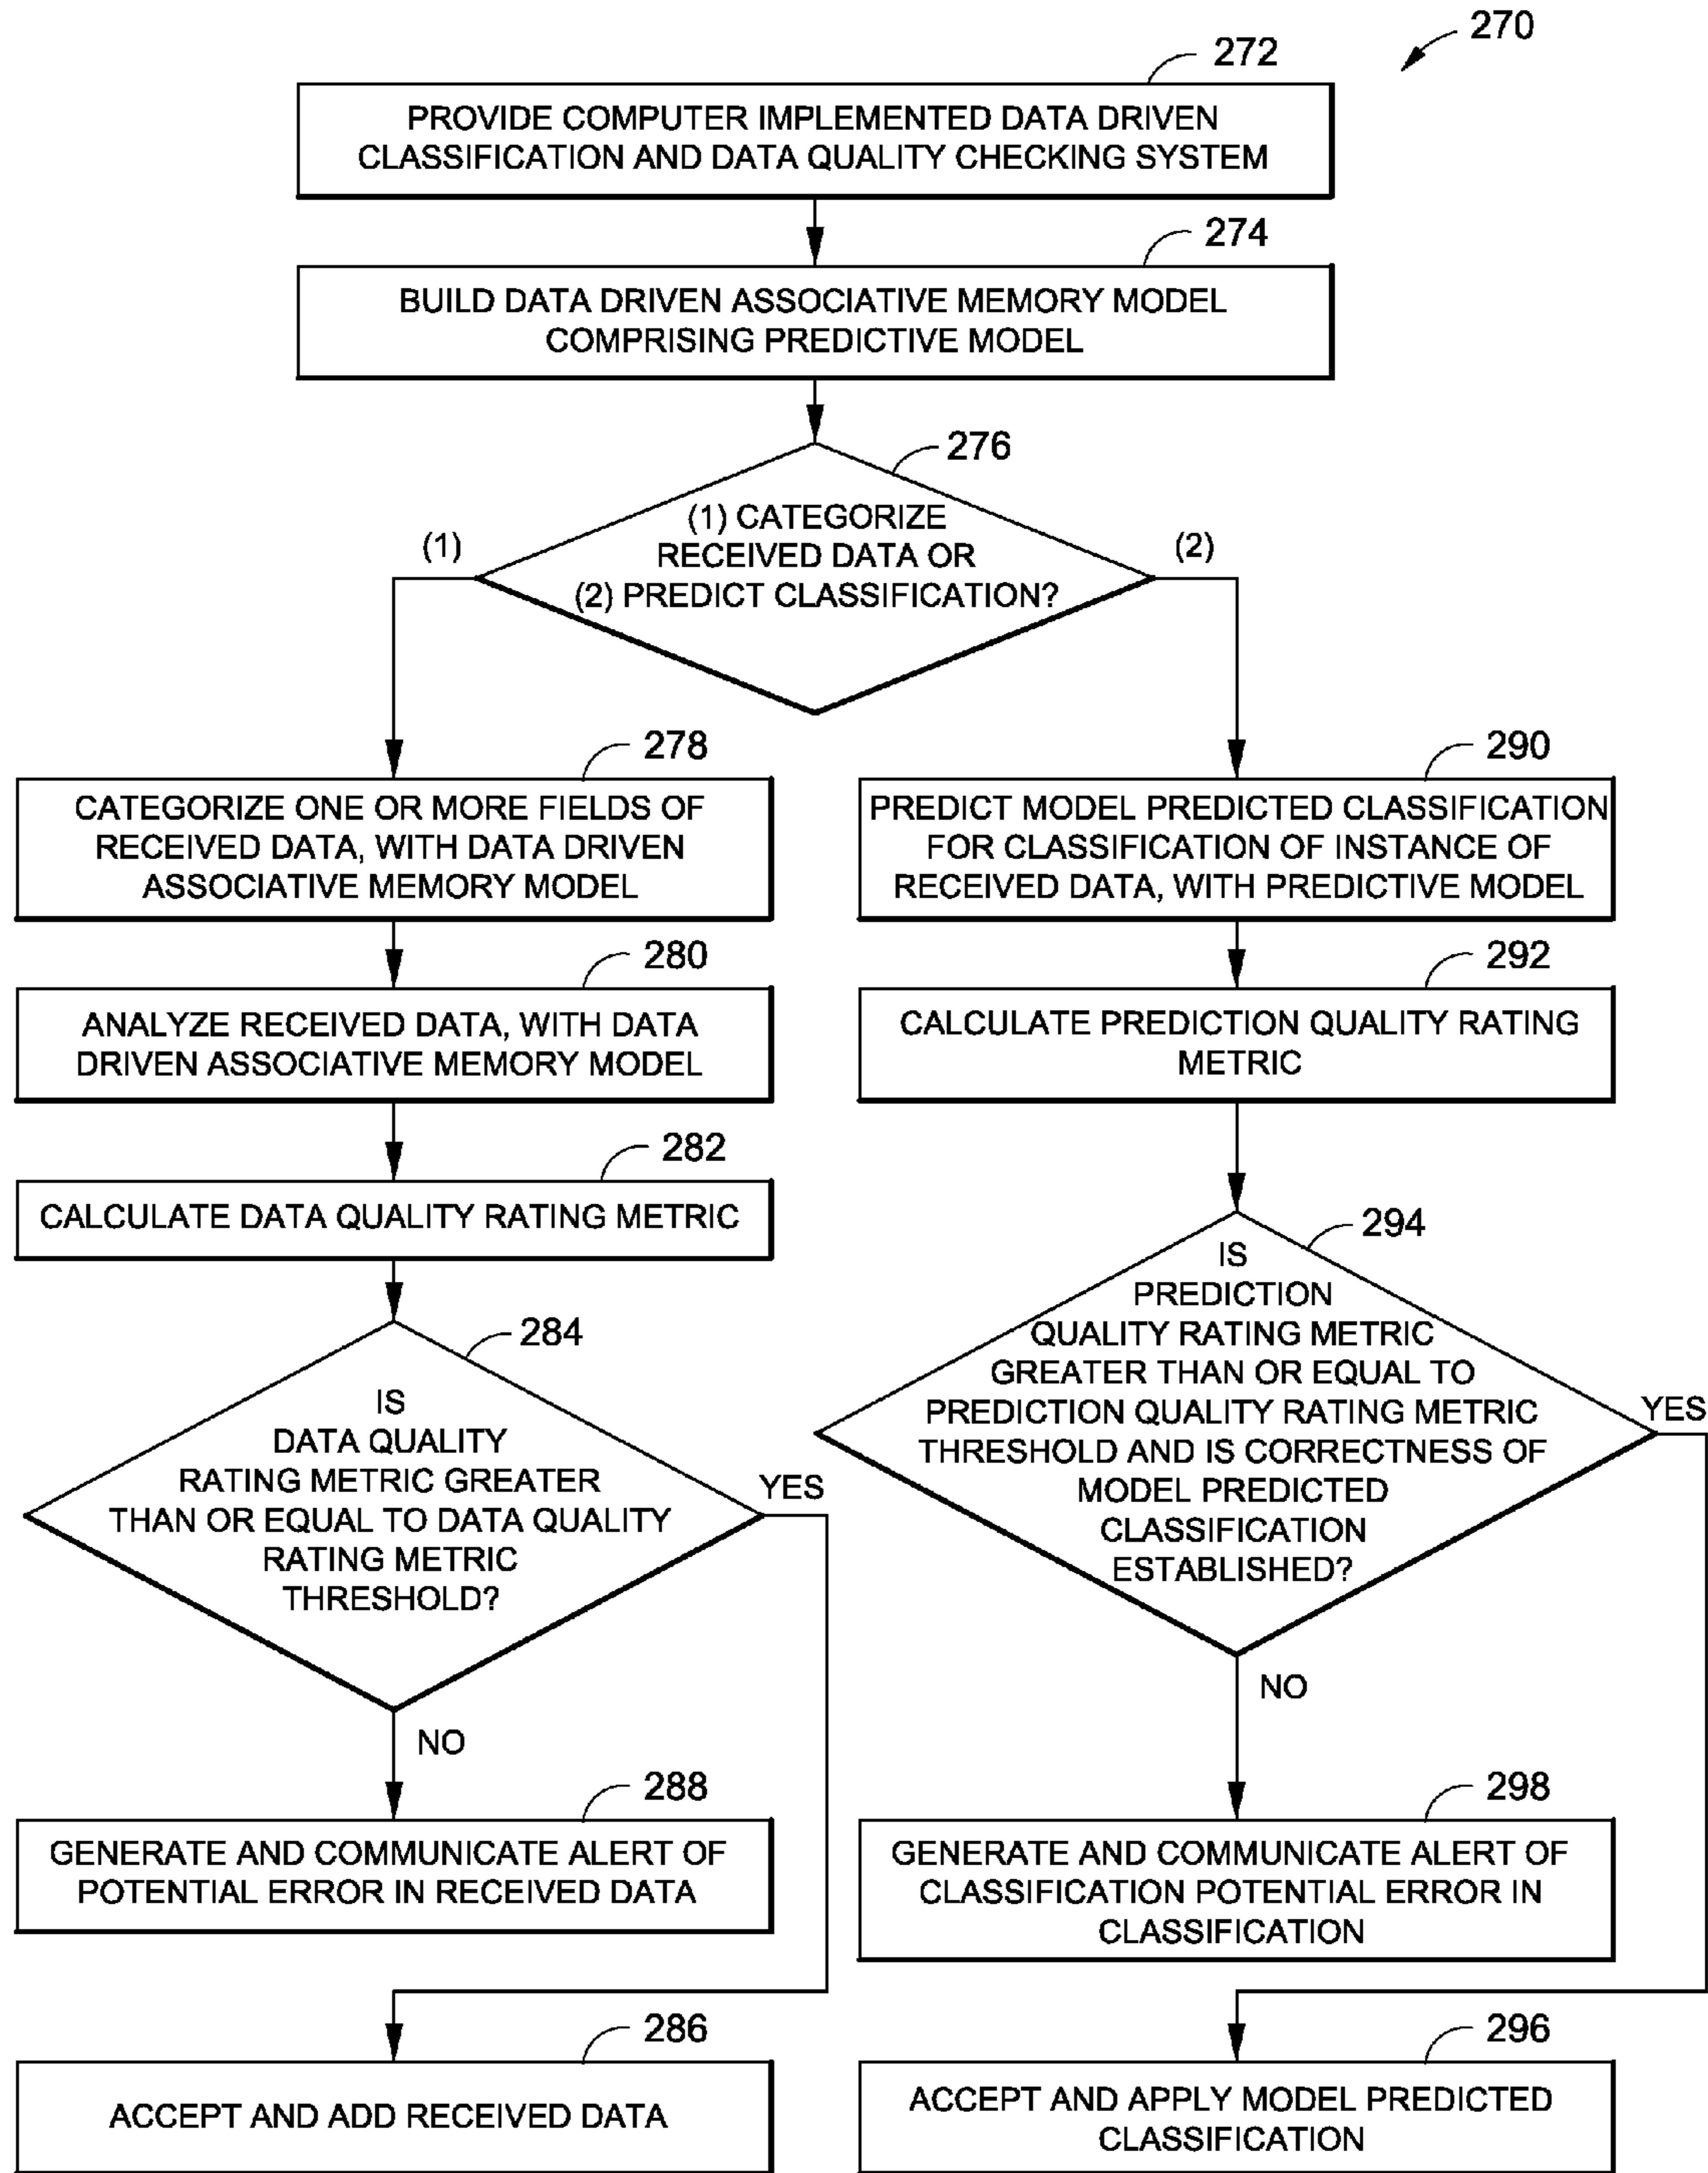 270
272
PROVIDE COMPUTER IMPLEMENTED DATA DRIVEN
CLASSIFICATION AND DATA QUALITY CHECKING SYSTEM
274
BUILD DATA DRIVEN ASSOCIATIVE MEMORY MODEL
COMPRISING PREDICTIVE MODEL
276
(1) CATEGORIZE
RECEIVED DATA OR
(2) PREDICT CLASSIFICATION?
(1)
(2)
278
CATEGORIZE ONE OR MORE FIELDS OF
RECEIVED DATA, WITH DATA DRIVEN
ASSOCIATIVE MEMORY MODEL
280
ANALYZE RECEIVED DATA, WITH DATA
DRIVEN ASSOCIATIVE MEMORY MODEL
282
CALCULATE DATA QUALITY RATING METRIC
284
IS
DATA QUALITY
RATING METRIC GREATER
THAN OR EQUAL TO DATA QUALITY
RATING METRIC
THRESHOLD?
YES
NO
288
GENERATE AND COMMUNICATE ALERT OF
POTENTIAL ERROR IN RECEIVED DATA
286
ACCEPT AND ADD RECEIVED DATA
290
PREDICT MODEL PREDICTED CLASSIFICATION
FOR CLASSIFICATION OF INSTANCE OF
RECEIVED DATA, WITH PREDICTIVE MODEL
292
CALCULATE PREDICTION QUALITY RATING
METRIC
294
IS
PREDICTION
QUALITY RATING METRIC
GREATER THAN OR EQUAL TO
PREDICTION QUALITY RATING METRIC
THRESHOLD AND IS CORRECTNESS OF
MODEL PREDICTED
CLASSIFICATION
ESTABLISHED?
YES
NO
298
GENERATE AND COMMUNICATE ALERT OF
CLASSIFICATION POTENTIAL ERROR IN
CLASSIFICATION
296
ACCEPT AND APPLY MODEL PREDICTED
CLASSIFICATION